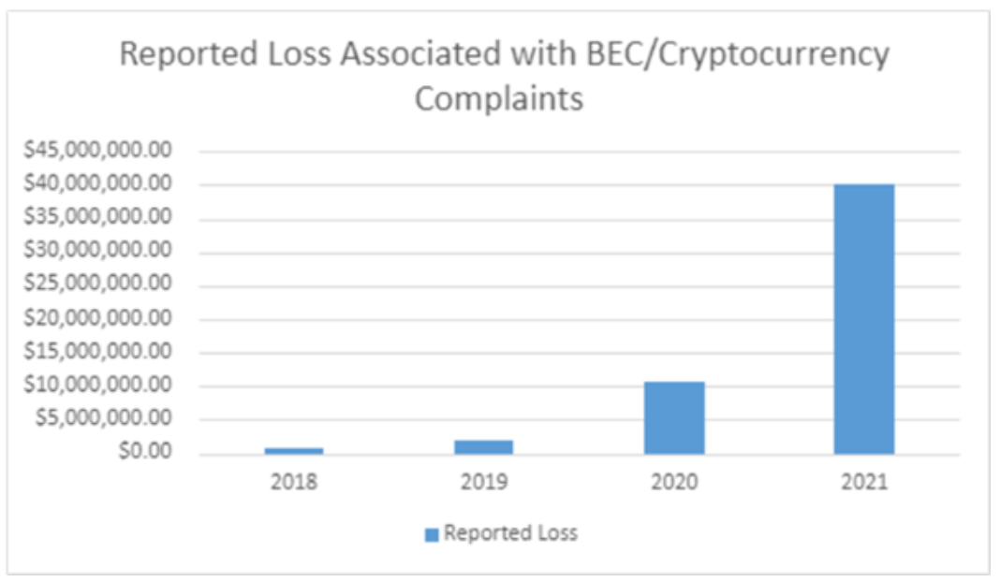 Reported Loss Associated with BEC/Cryptocurrency
Complaints
$45,000,000.00
$40,000,000.00
$35,000,000.00
$30,000,000.00
$25,000,000.00
$20,000,000.00
$15,000,000.00
$10,000,000.00
$5,000,000.00
$0.00
2018 2019 2020 2021
Reported Loss